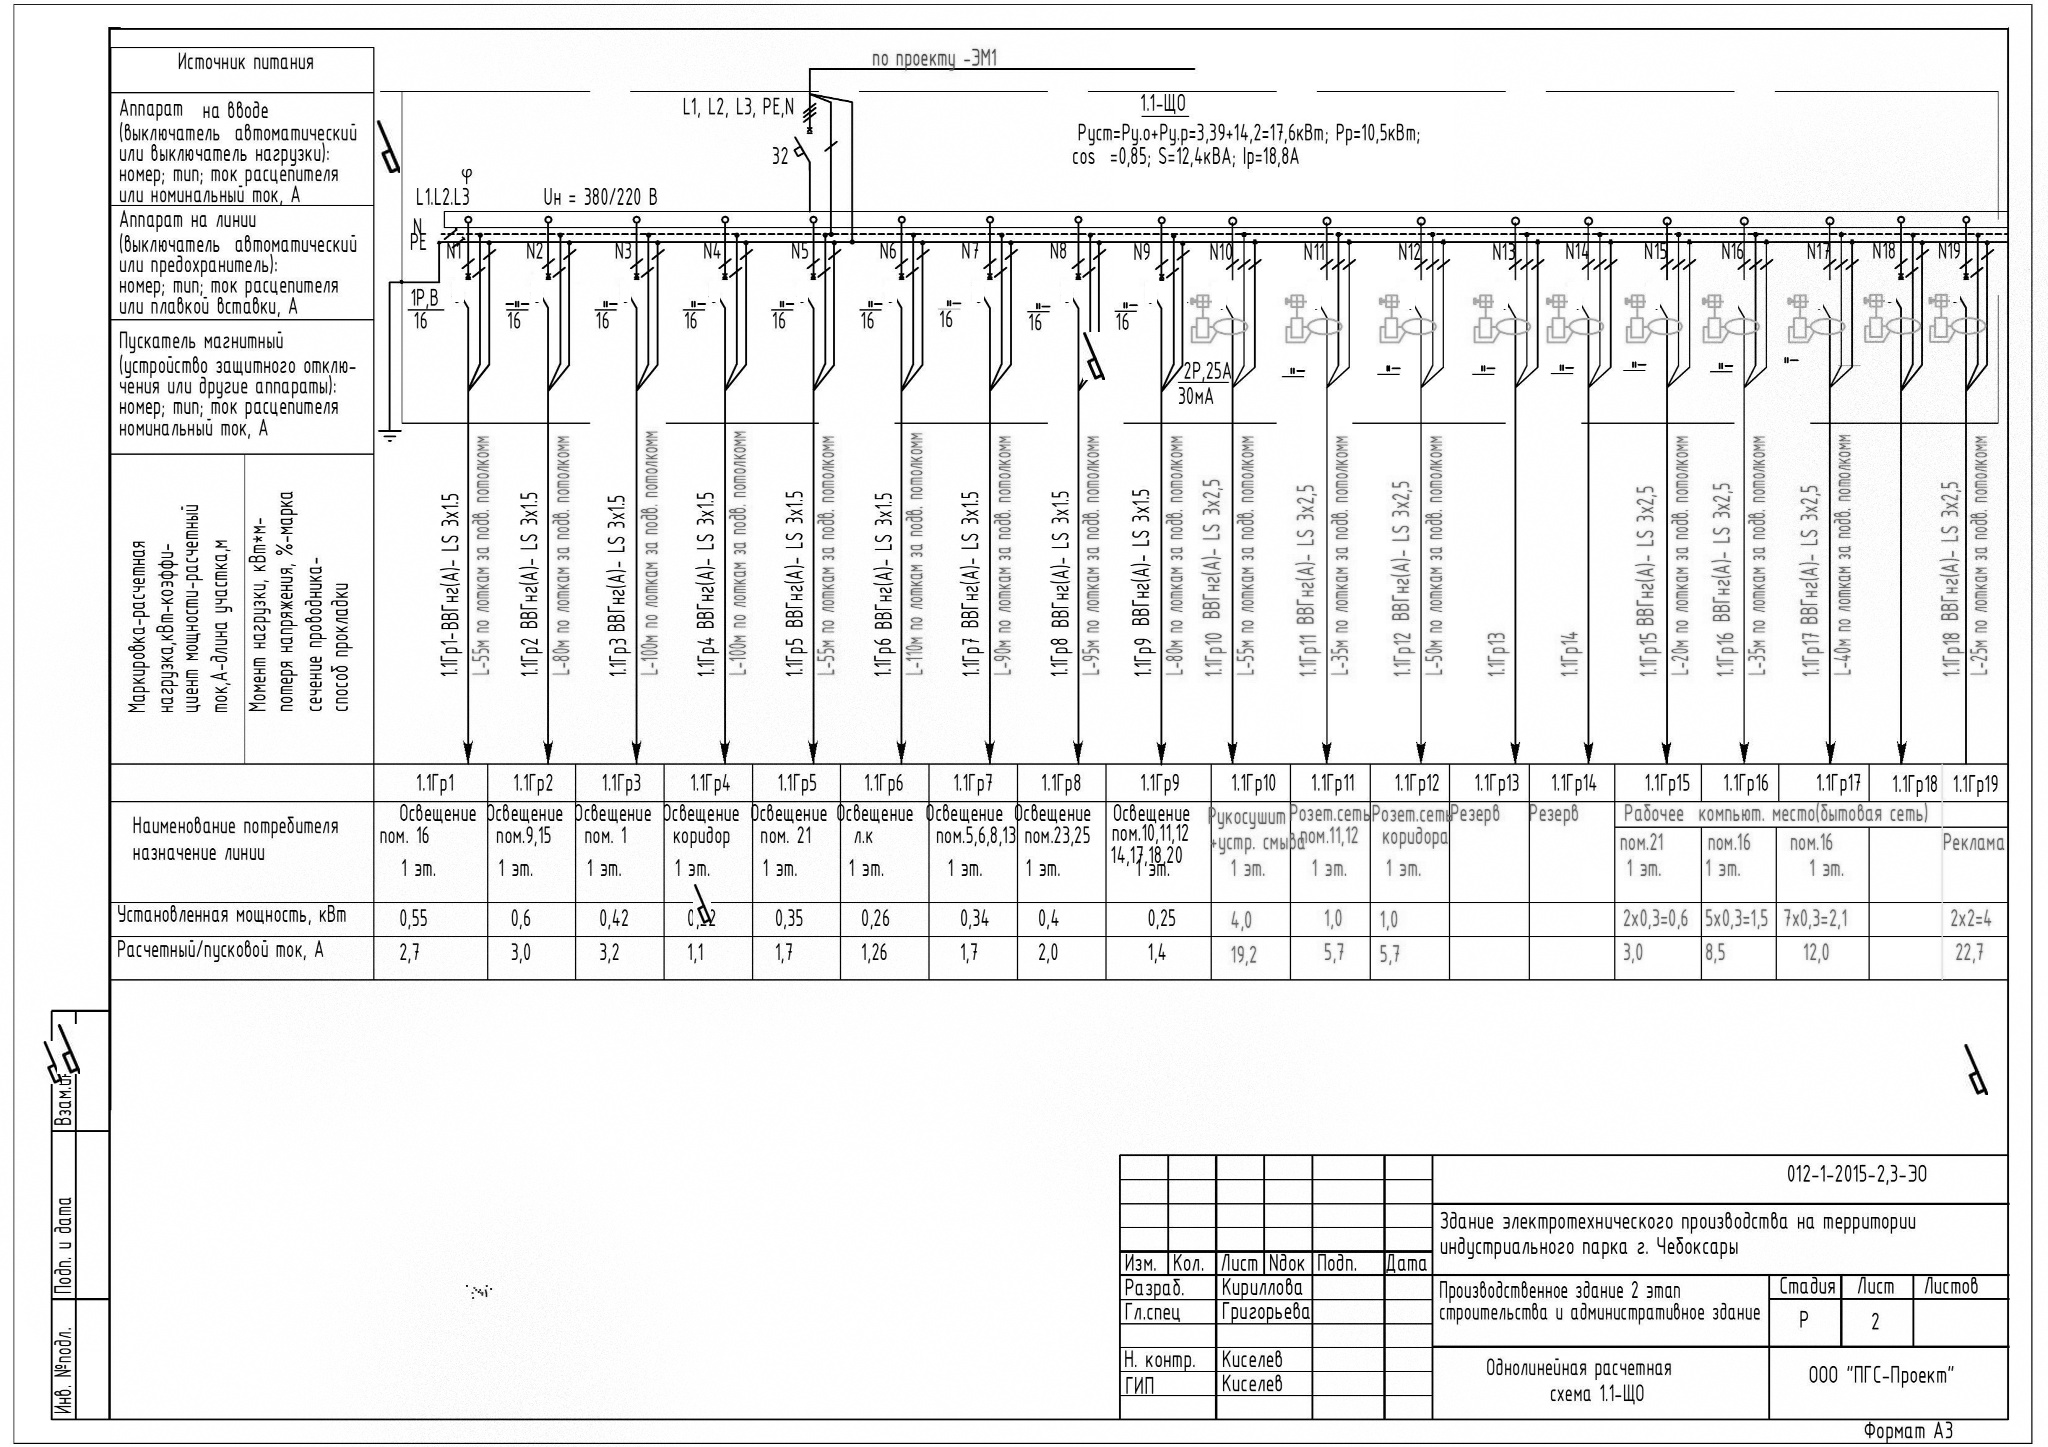 Источник питания
Аппарат на вводе
(выключатель автоматический
или выключатель нагрузки):
номер; тип; ток расцепителя
или номинальный ток, А
Аппарат на линии
(выключатель автоматический
или предохранитель):
номер; тип; ток расцепителя
или плавкой вставки, А
Пускатель магнитный
(устройство защитного отклю-
чения или другие аппараты):
номер; тип; ток расцепителя
номинальный ток, А
Маркировка-расчетная
нагрузка,кВт-коэффи-
циент мощности-расчетный
ток,А-длина участка,м
Момент нагрузки, кВт*м-
потеря напряжения, %-марка
сечение проводника-
способ прокладки
по проекту -ЭМ1
L1, L2, L3, PE,N
32
1.1-ЩО
Руст=Ру.о+Ру.р=3,39+14,2=17,6кВт; Рр=10,5кВт;
cos =0,85; S=12,4кВА; Iр=18,8А
φ
L1.L2.L3
Uн = 380/220 В
N
PE
N1 N2 N3 N4 N5 N6 N7 N8 N9 N10 N11 N12 N13 N14 N15 N16 N17 N18 N19
1Р,В
16
"– 16 "– 16 "– 16 "– 16 "– 16 "– 16 "– 16 "– 16
2Р,25А
30мА
"– "– "– "– "– "– "–
1.1Гр1-ВВГнг(А)- LS 3х1.5
L-55м по лоткам за подв. потолкомм
1.1Гр2 ВВГнг(А)- LS 3х1.5
L-80м по лоткам за подв. потолкомм
1.1Гр3 ВВГнг(А)- LS 3х1.5
L-100м по лоткам за подв. потолкомм
1.1Гр4 ВВГнг(А)- LS 3х1.5
L-100м по лоткам за подв. потолкомм
1.1Гр5 ВВГнг(А)- LS 3х1.5
L-55м по лоткам за подв. потолкомм
1.1Гр6 ВВГнг(А)- LS 3х1.5
L-110м по лоткам за подв. потолкомм
1.1Гр7 ВВГнг(А)- LS 3х1.5
L-90м по лоткам за подв. потолкомм
1.1Гр8 ВВГнг(А)- LS 3х1.5
L-95м по лоткам за подв. потолкомм
1.1Гр9 ВВГнг(А)- LS 3х1.5
L-80м по лоткам за подв. потолкомм
1.1Гр10 ВВГнг(А)- LS 3х2,5
L-55м по лоткам за подв. потолкомм
1.1Гр11 ВВГнг(А)- LS 3х2,5
L-35м по лоткам за подв. потолкомм
1.1Гр12 ВВГнг(А)- LS 3х2,5
L-50м по лоткам за подв. потолкомм
1.1Гр13
1.1Гр14
1.1Гр15 ВВГнг(А)- LS 3х2,5
L-20м по лоткам за подв. потолкомм
1.1Гр16 ВВГнг(А)- LS 3х2,5
L-35м по лоткам за подв. потолкомм
1.1Гр17 ВВГнг(А)- LS 3х2,5
L-40м по лоткам за подв. потолкомм
1.1Гр18 ВВГнг(А)- LS 3х2,5
L-25м по лоткам за подв. потолкомм
1.1Гр1 1.1Гр2 1.1Гр3 1.1Гр4 1.1Гр5 1.1Гр6 1.1Гр7 1.1Гр8 1.1Гр9 1.1Гр10 1.1Гр11 1.1Гр12 1.1Гр13 1.1Гр14 1.1Гр15 1.1Гр16 1.1Гр17 1.1Гр18 1.1Гр19
Наименование потребителя
назначение линии
Освещение
пом. 16
1 эт.
Освещение
пом.9,15
1 эт.
Освещение
пом. 1
1 эт.
Освещение
коридор
1 эт.
Освещение
пом. 21
1 эт.
Освещение
л.к
1 эт.
Освещение
пом.5,6,8,13
1 эт.
Освещение
пом.23,25
1 эт.
Освещение
пом.10,11,12
14,17,18,20
1 эт.
Рукосушит
+устр. смыва
1 эт.
Розет.сеть
пом.11,12
1 эт.
Розет.сеть
коридора
1 эт.
Резерв
Резерв
Рабочее компьют. место(бытовая сеть)
пом.21
1 эт.
пом.16
1 эт.
пом.16
1 эт.
Реклама
Установленная мощность, кВт 0,55 0,6 0,42 0,35 0,26 0,34 0,4 0,25 4,0 1,0 1,0 2х0,3=0,6 5х0,3=1,5 7х0,3=2,1 2х2=4
Расчетный/пусковой ток, А 2,7 3,0 3,2 1,1 1,7 1,26 1,7 2,0 1,4 19,2 5,7 5,7 3,0 8,5 12,0 22,7
Взам.
Подп. и дата
Инв. №подл.
012-1-2015-2,3-ЭО
Здание электротехнического производства на территории
индустриального парка г. Чебоксары
Изм. Кол. Лист Nдок Подп. Дата
Разраб. Кириллова
Гл.спец Григорьева
Н. контр. Киселев
ГИП Киселев
Производственное здание 2 этап
строительства и административное здание
Стадия Лист Листов
Р 2
Однолинейная расчетная
схема 1.1-ЩО
ООО "ПГС-Проект"
Формат А3